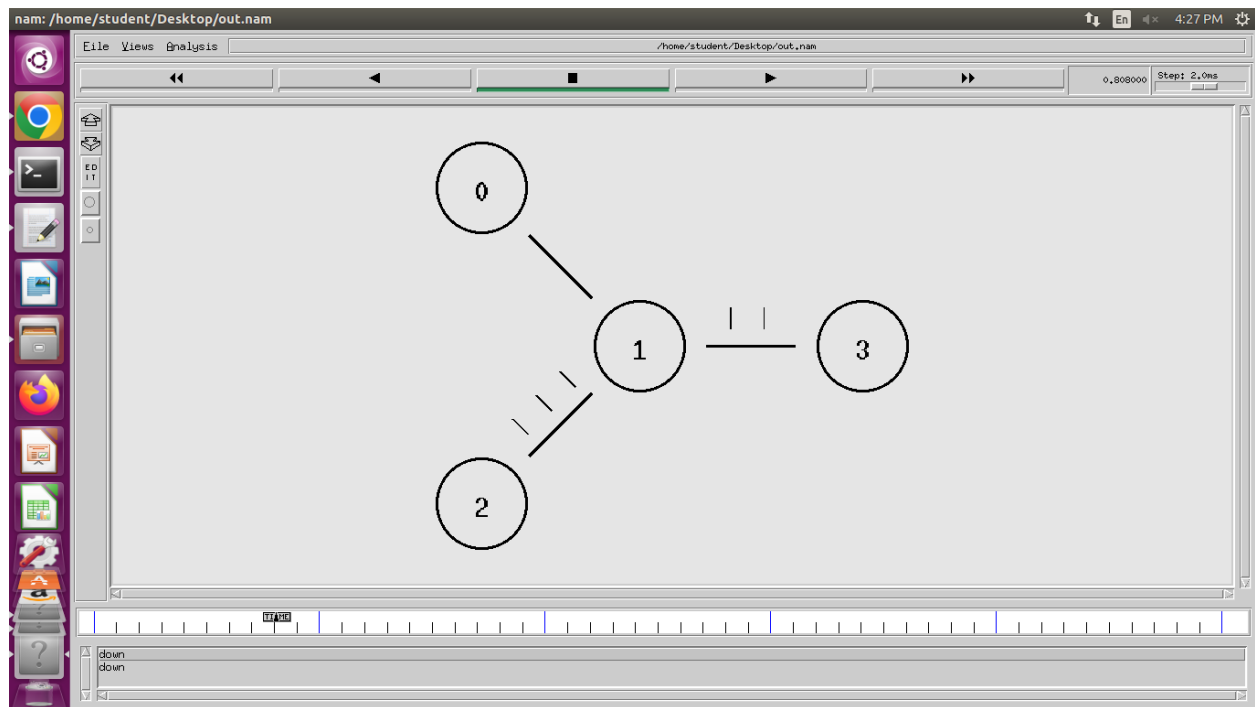 nam: /home/student/Desktop/out.nam
En 4:27 PM
File Views Analysis /home/student/Desktop/out.nam
0.808000 Step: 2.0ms
ED
IT
0
1
3
2
TIME
down
down